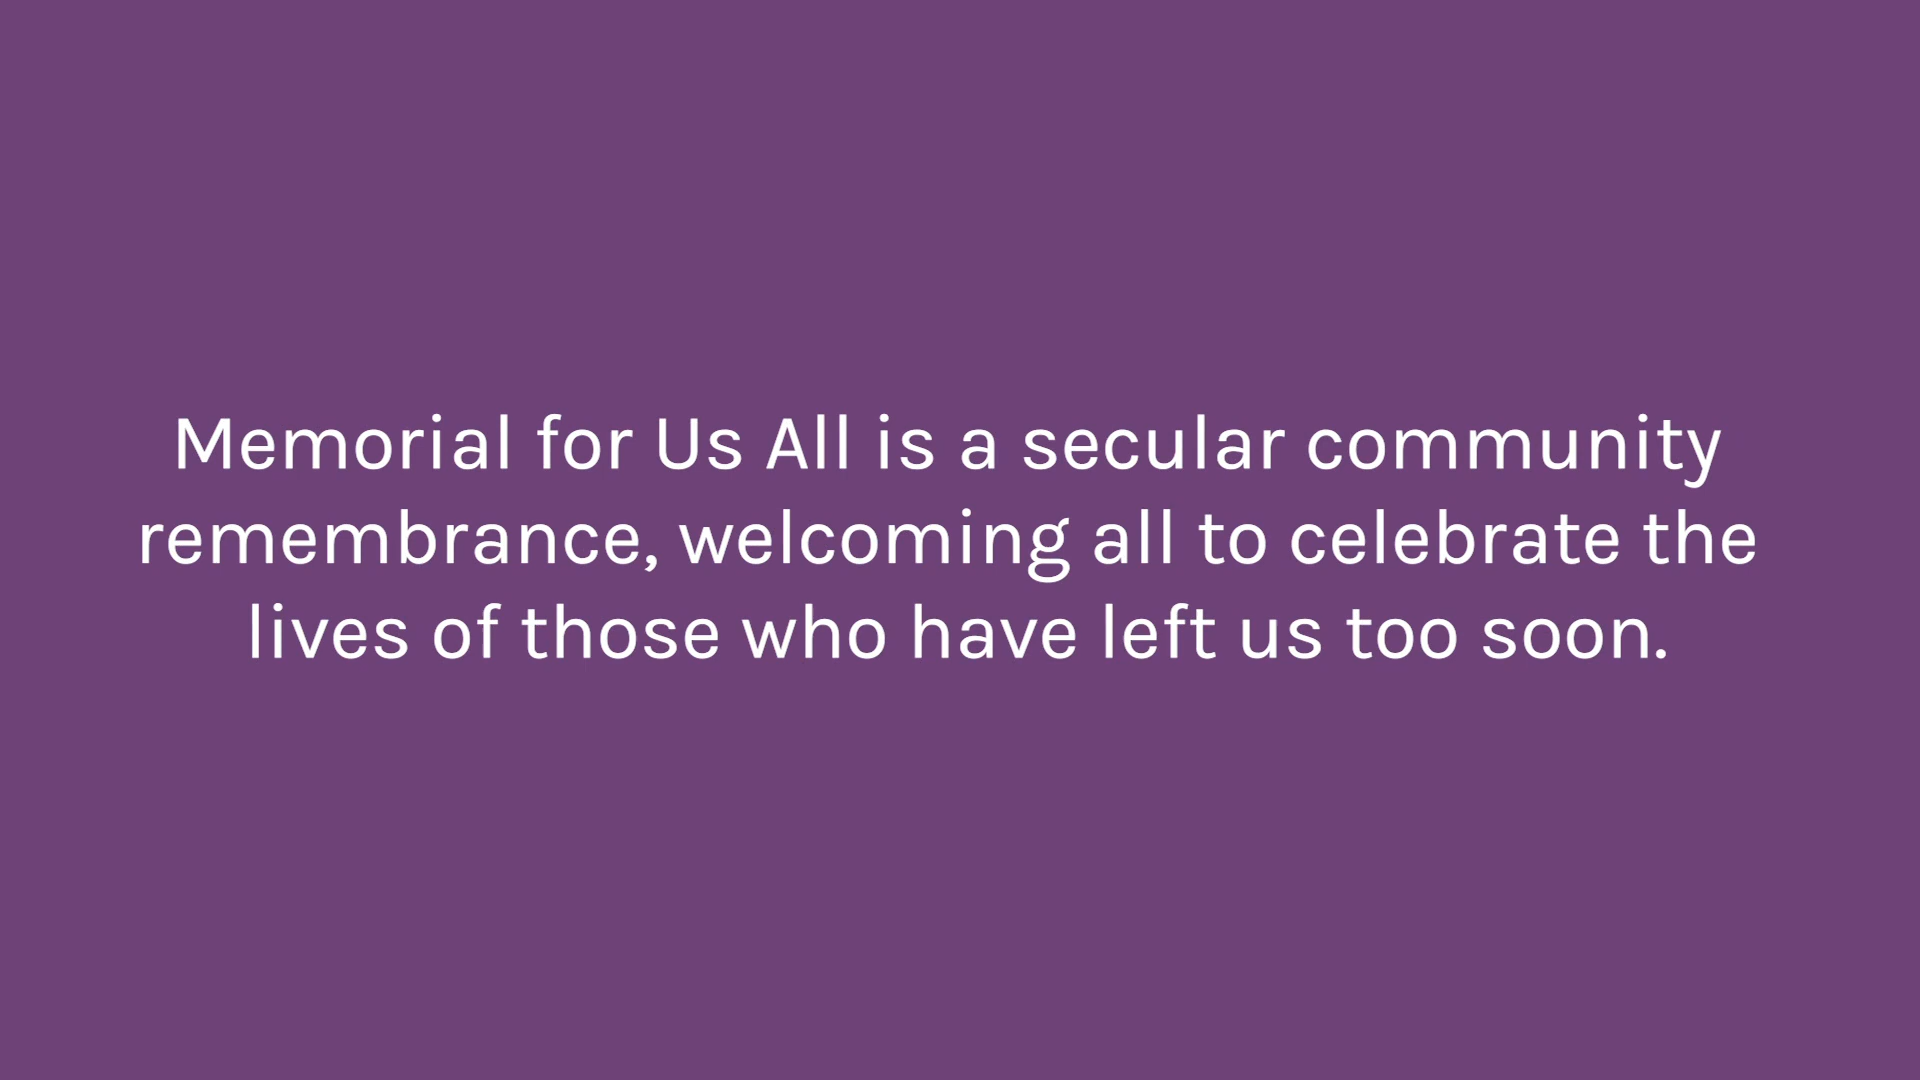 Memorial for Us All is a secular community
remembrance, welcoming all to celebrate the
lives of those who have left us too soon.